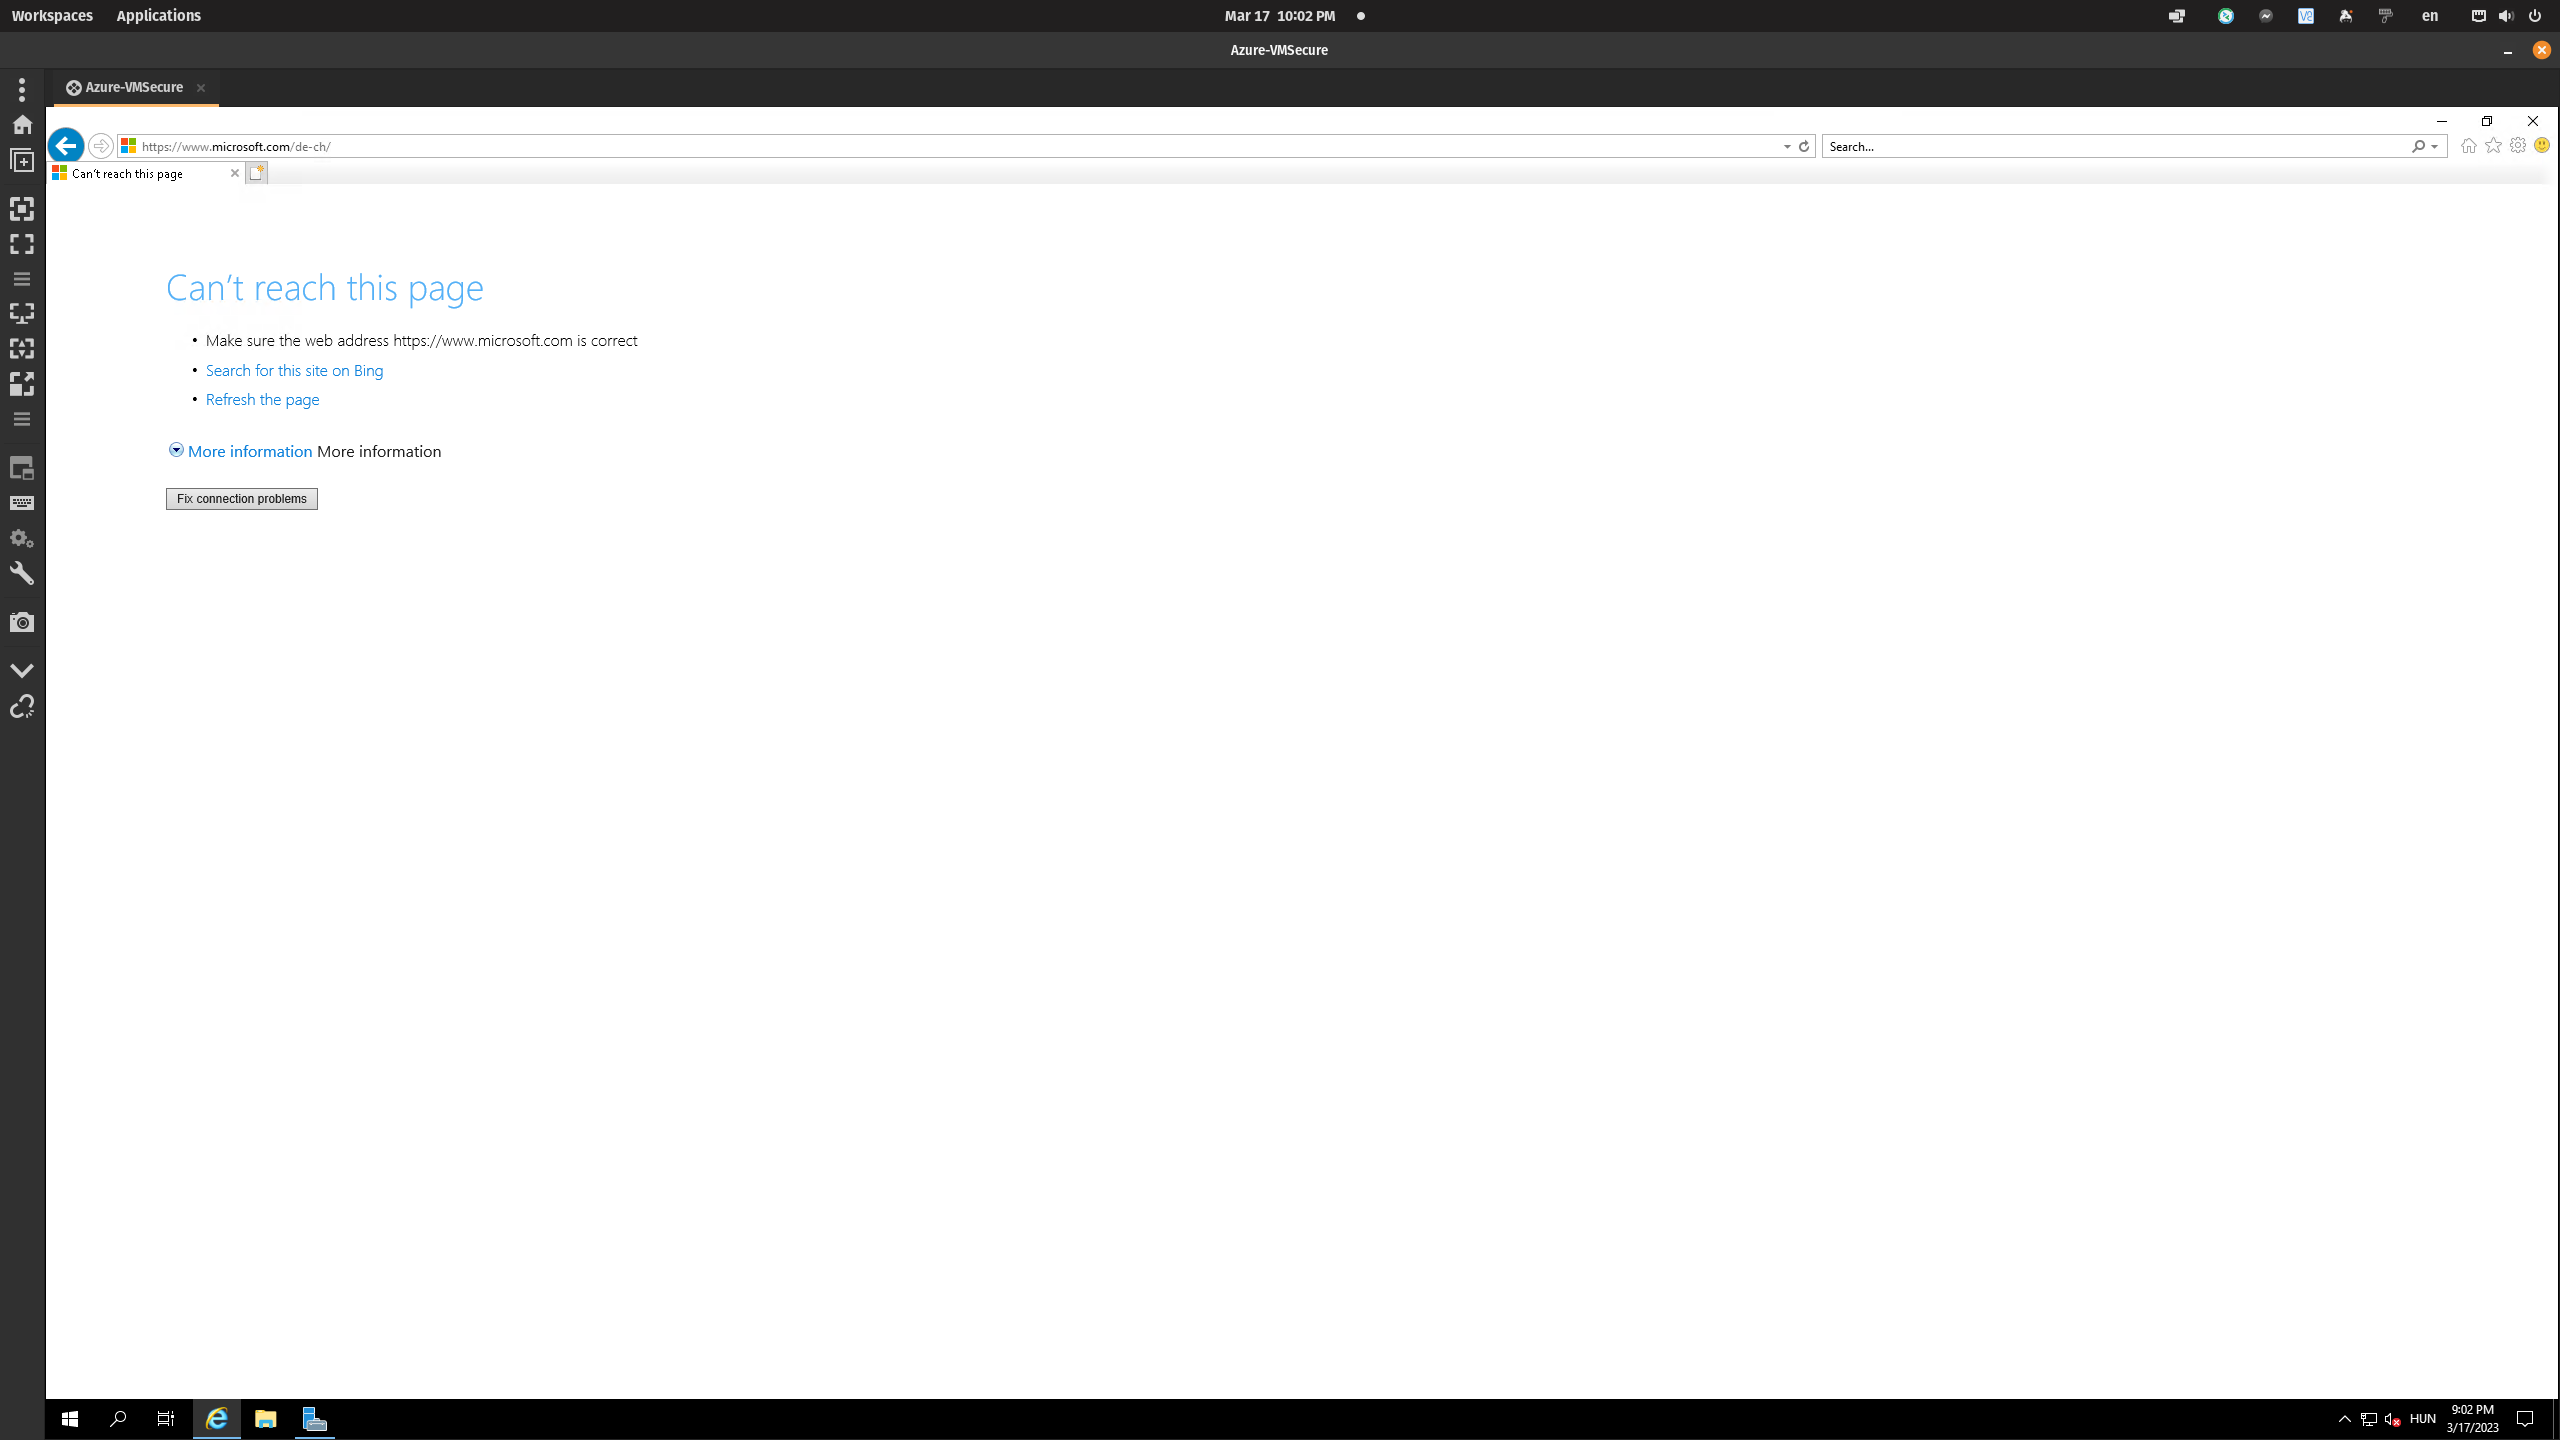 Workspaces Applications Mar 17 10:02 PM en
Azure-VMSecure
Azure-VMSecure
https://www.microsoft.com/de-ch/ Search...
Can't reach this page
Can't reach this page
• Make sure the web address https://www.microsoft.com is correct
• Search for this site on Bing
• Refresh the page
More information More information
Fix connection problems
HUN 9:02 PM
3/17/2023